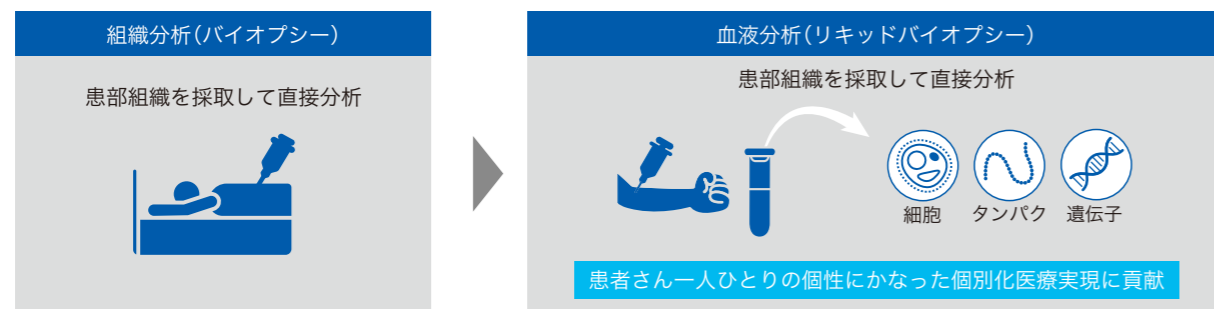 組織分析(バイオプシー)
患部組織を採取して直接分析
血液分析(リキッドバイオプシー)
患部組織を採取して直接分析
細胞
タンパク
遺伝子
患者さん一人ひとりの個性にかなった個別化医療実現に貢献